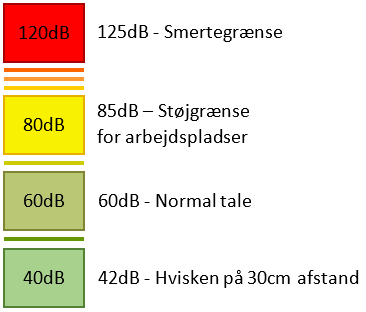 120dB 125dB - Smertegrænse
80dB 85dB – Støjgrænse
for arbejdspladser
60dB 60dB - Normal tale
40dB 42dB - Hvisken på 30cm afstand